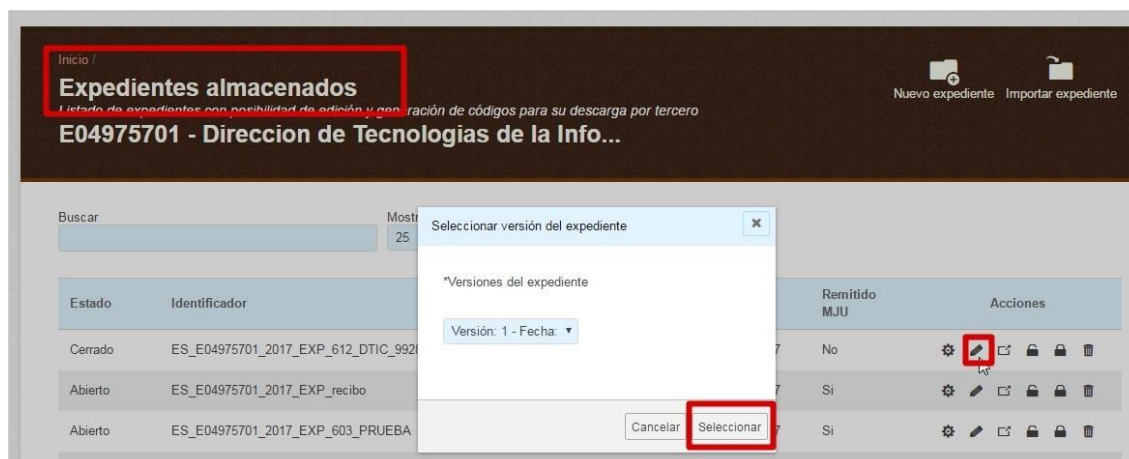 Inicio /
Expedientes almacenados
Listado de expedientes con posibilidad de edición y generación de códigos para su descarga por tercero
E04975701 - Direccion de Tecnologias de la Info...
Nuevo expediente Importar expediente
Buscar
25
Seleccionar versión del expediente
*Versiones del expediente
Versión: 1 - Fecha:
Cancelar Seleccionar
Estado Identificador Remitido MJU Acciones
Cerrado ES_E04975701_2017_EXP_612_DTIC_992 7 No
Abierto ES_E04975701_2017_EXP_recibo 7 Si
Abierto ES_E04975701_2017_EXP_603_PRUEBA 7 Si